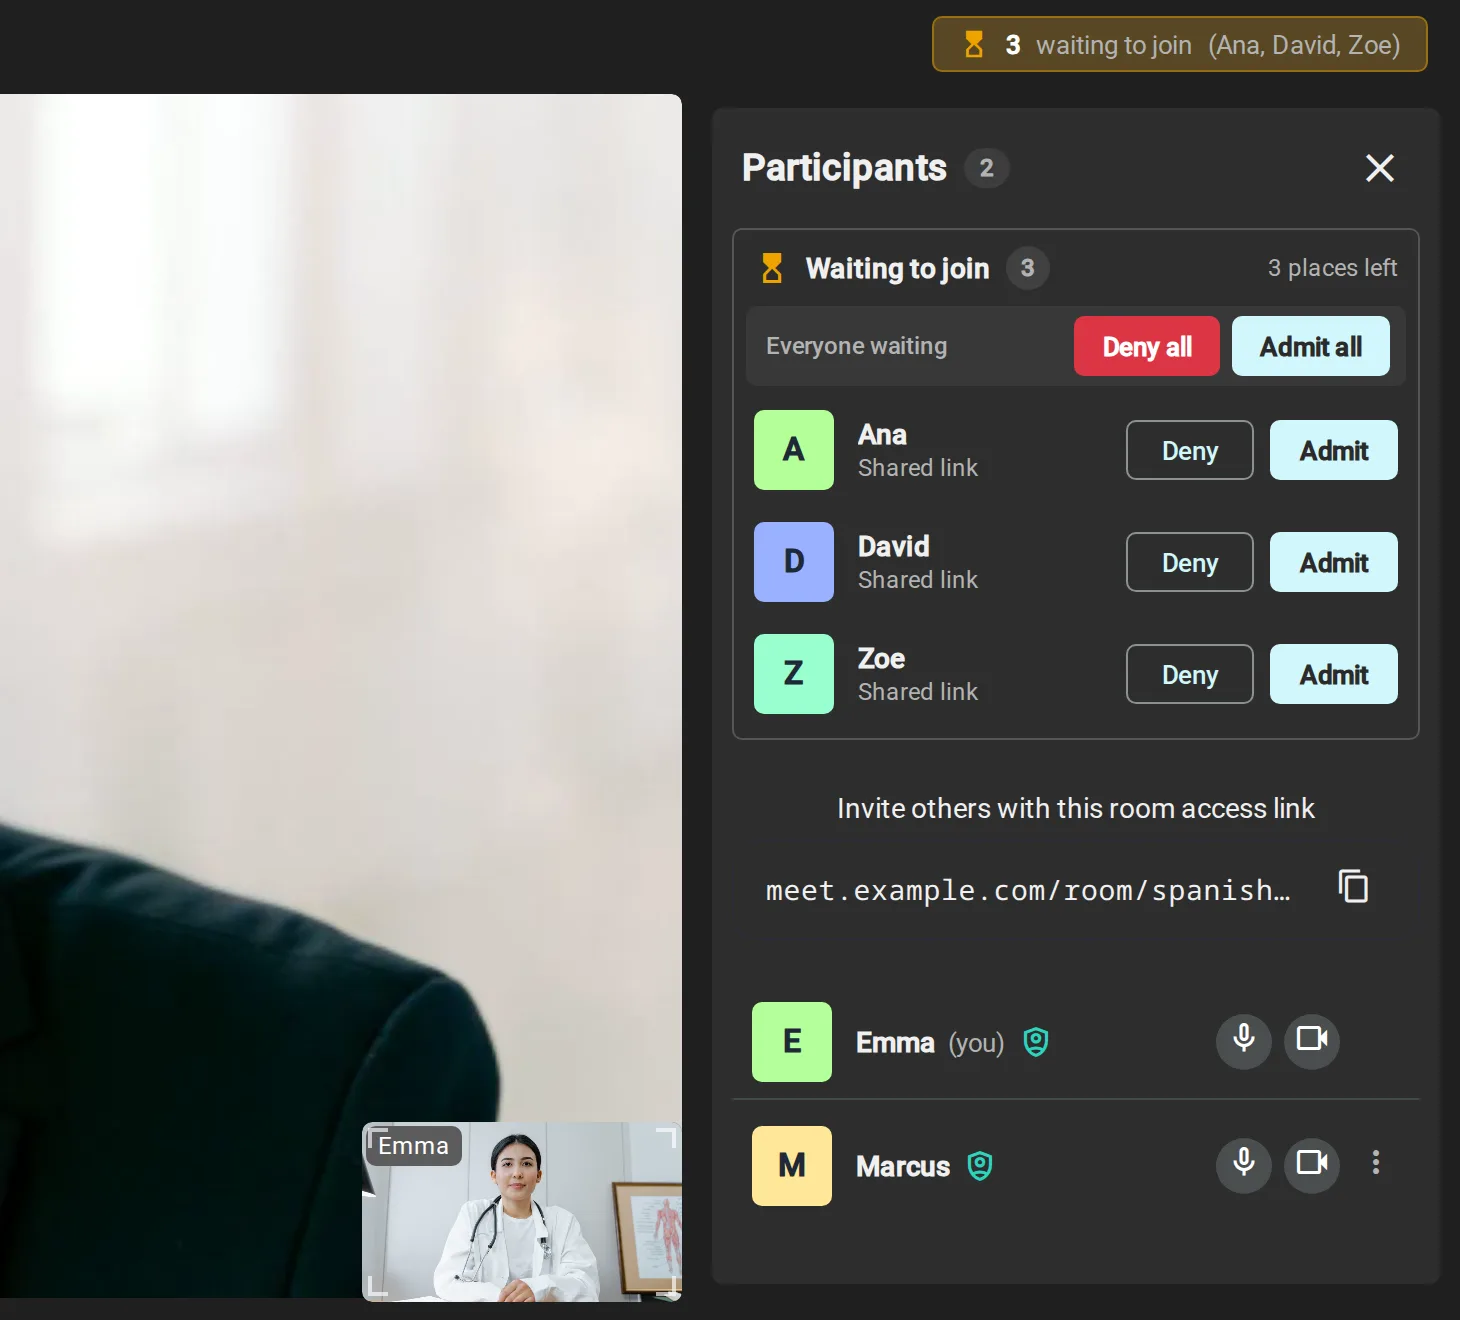 3 waiting to join (Ana, David, Zoe)
Participants 2
Waiting to join 3 3 places left
Everyone waiting Deny all Admit all
A Ana Deny Admit
Shared link
D David Deny Admit
Shared link
Z Zoe Deny Admit
Shared link
Invite others with this room access link
meet.example.com/room/spanish…
E Emma (you)
Emma
M Marcus